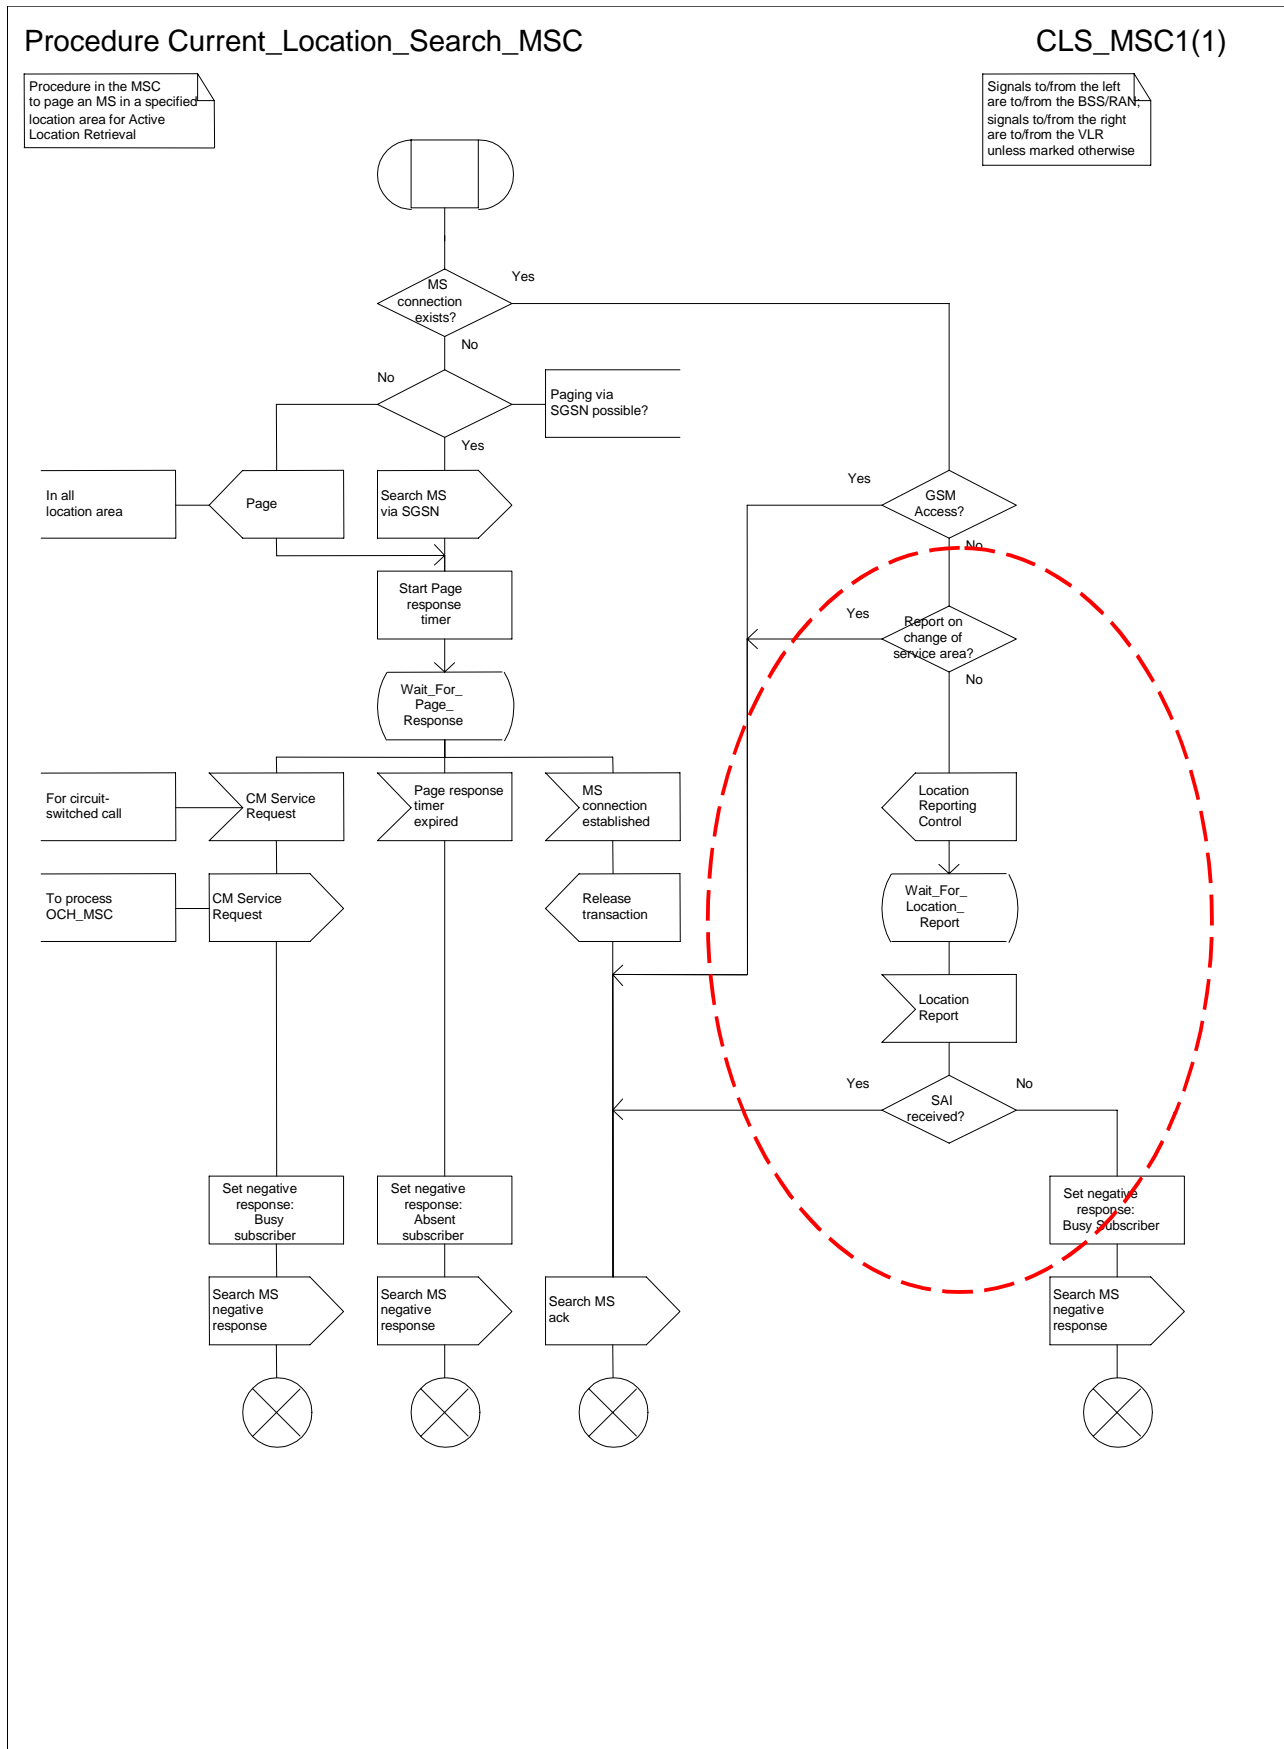 Procedure Current_Location_Search_MSC
CLS_MSC1(1)
Procedure in the MSC
to page an MS in a specified
location area for Active
Location Retrieval
Signals to/from the left
are to/from the BSS/RAN;
signals to/from the right
are to/from the VLR
unless marked otherwise
MS
connection
exists?
Yes
No
No
Paging via
SGSN possible?
Yes
In all
location area
Page
Search MS
via SGSN
Yes
GSM
Access?
No
Start Page
response
timer
Yes
Report on
change of
service area?
No
Wait_For_
Page_
Response
For circuit-
switched call
CM Service
Request
Page response
timer
expired
MS
connection
established
Location
Reporting
Control
To process
OCH_MSC
CM Service
Request
Release
transaction
Wait_For_
Location_
Report
Location
Report
Yes
SAI
received?
No
Set negative
response:
Busy
subscriber
Set negative
response:
Absent
subscriber
Set negative
response:
Busy Subscriber
Search MS
negative
response
Search MS
negative
response
Search MS
ack
Search MS
negative
response